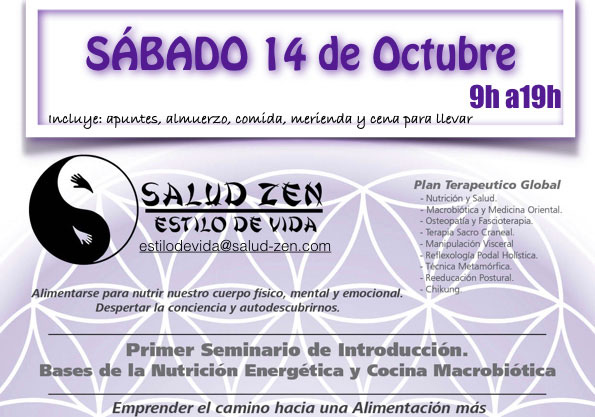 SÁBADO 14 de Octubre
9h a19h
Incluye: apuntes, almuerzo, comida, merienda y cena para llevar
SALUD ZEN
ESTILO DE VIDA
estilodevida@salud-zen.com
Plan Terapeutico Global
- Nutrición y Salud.
- Macrobiótica y Medicina Oriental.
- Osteopatía y Fascioterapia.
- Terapia Sacro Craneal.
- Manipulación Visceral
- Reflexología Podal Holística.
- Técnica Metamórfica.
- Reeducación Postural.
- Chikung
Alimentarse para nutrir nuestro cuerpo físico, mental y emocional.
Despertar la conciencia y autodescubrirnos.
Primer Seminario de Introducción.
Bases de la Nutrición Energética y Cocina Macrobiótica
Emprender el camino hacia una Alimentación más